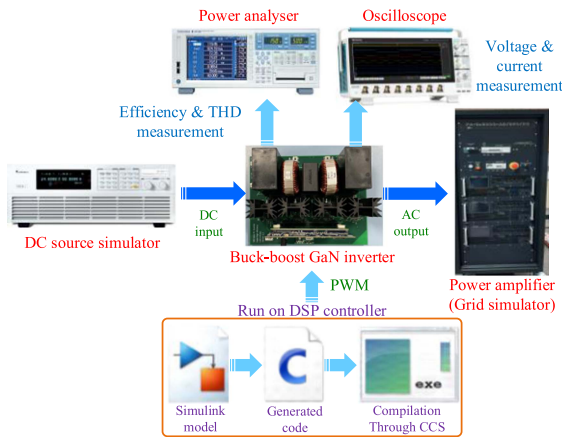 Power analyser
Oscilloscope
Voltage &
current
measurement
Efficiency & THD
measurement
DC
input
AC
output
DC source simulator
Buck-boost GaN inverter
Power amplifier
(Grid simulator)
PWM
Run on DSP controller
C
exe
Simulink
model
Generated
code
Compilation
Through CCS